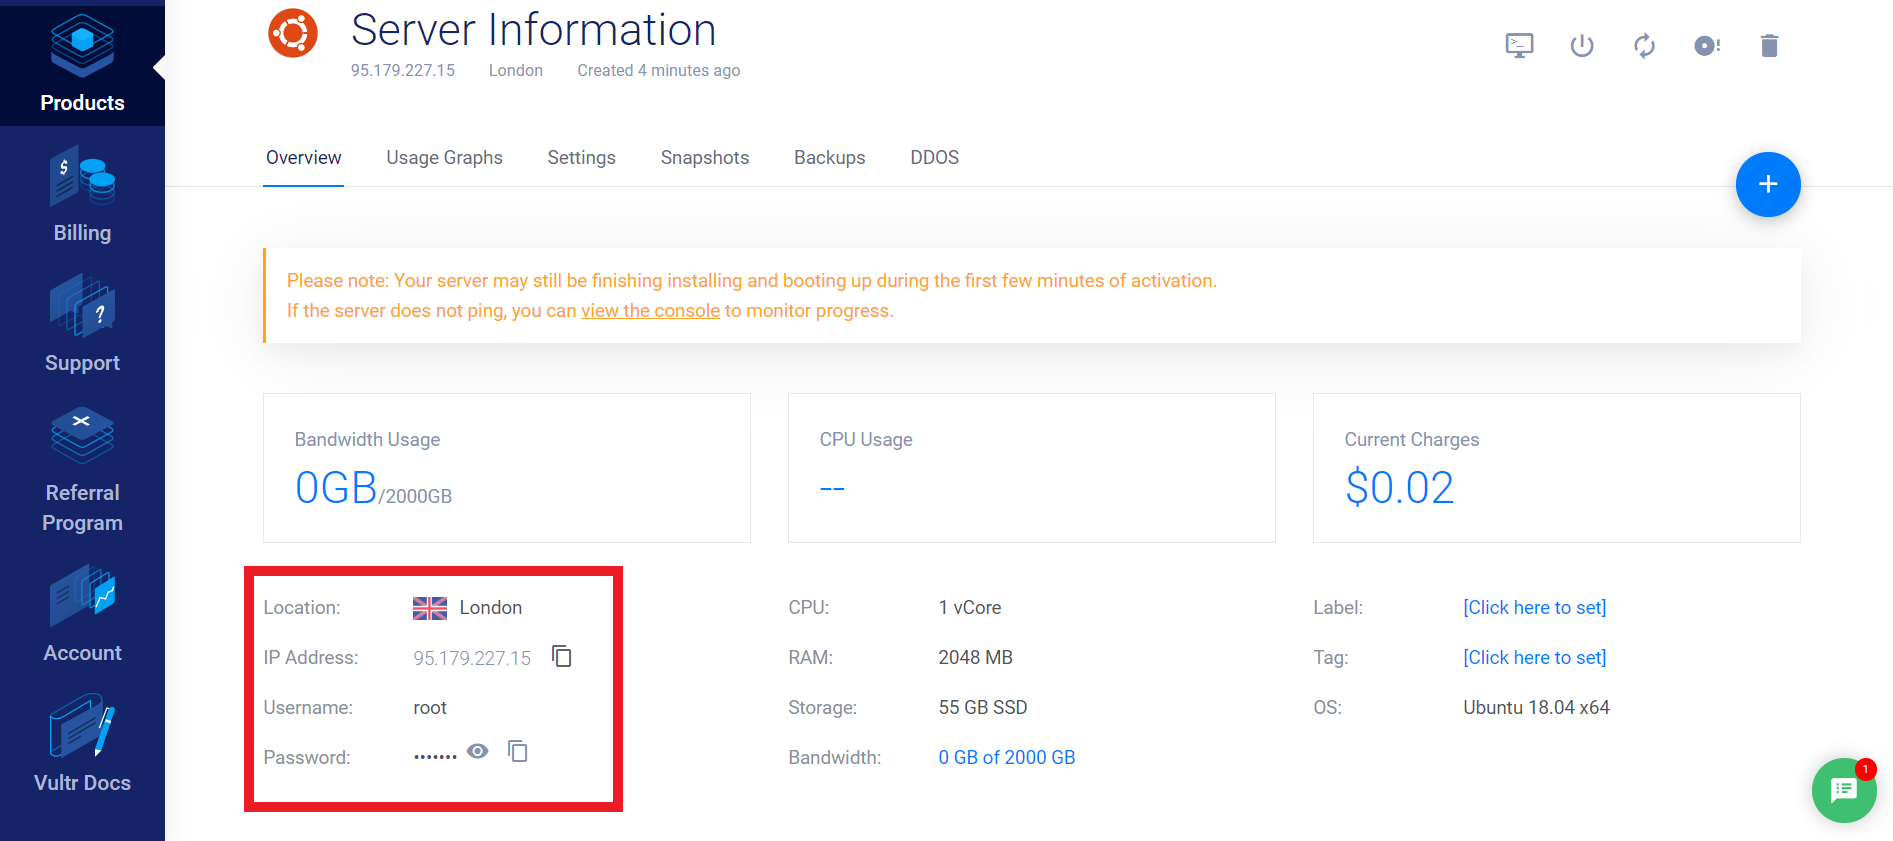 Products
Billing
Support
Referral
Program
Account
Vultr Docs
Server Information
95.179.227.15 London Created 4 minutes ago
Overview Usage Graphs Settings Snapshots Backups DDOS
+
Please note: Your server may still be finishing installing and booting up during the first few minutes of activation.
If the server does not ping, you can view the console to monitor progress.
Bandwidth Usage
0GB/2000GB
CPU Usage
--
Current Charges
$0.02
Location: London
IP Address: 95.179.227.15
Username: root
Password: •••••••
CPU: 1 vCore
RAM: 2048 MB
Storage: 55 GB SSD
Bandwidth: 0 GB of 2000 GB
Label: [Click here to set]
Tag: [Click here to set]
OS: Ubuntu 18.04 x64
1